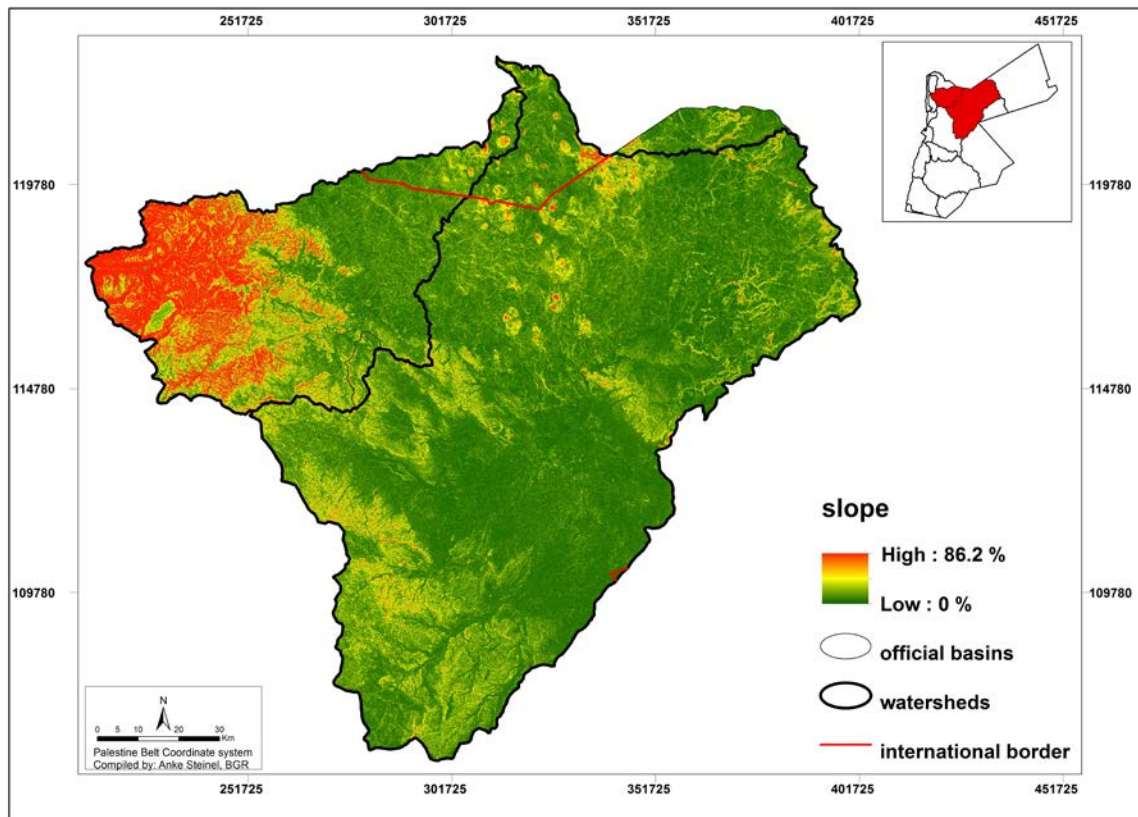 251725 301725 351725 401725 451725
119780 119780
114780 114780
slope
High : 86.2 %
Low : 0 %
109780 109780
official basins
watersheds
international border
N
0 5 10 20 30
Km
Palestine Belt Coordinate system
Compiled by: Anke Steinel, BGR
251725 301725 351725 401725 451725